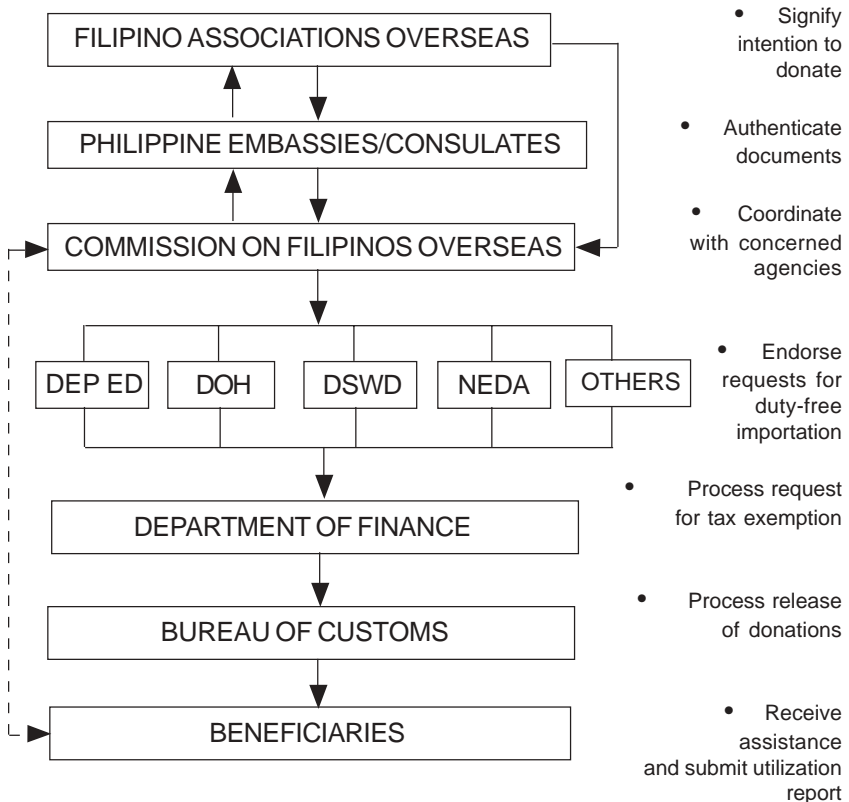 FILIPINO ASSOCIATIONS OVERSEAS
• Signify
intention to
donate
PHILIPPINE EMBASSIES/CONSULATES
• Authenticate
documents
COMMISSION ON FILIPINOS OVERSEAS
• Coordinate
with concerned
agencies
DEP ED
DOH
DSWD
NEDA
OTHERS
• Endorse
requests for
duty-free
importation
DEPARTMENT OF FINANCE
• Process request
for tax exemption
BUREAU OF CUSTOMS
• Process release
of donations
BENEFICIARIES
• Receive
assistance
and submit utilization
report